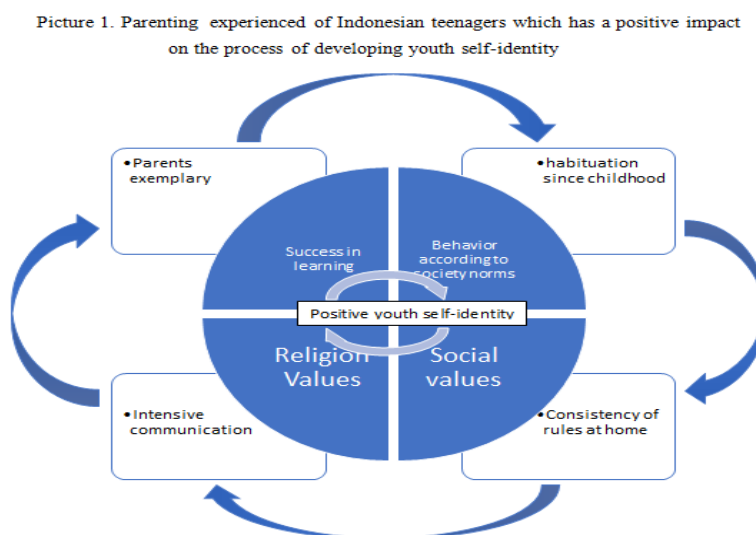 Picture 1. Parenting experienced of Indonesian teenagers which has a positive impact
on the process of developing youth self-identity
•Parents
exemplary
•habituation
since childhood
Success in
learning
Behavior
according to
society norms
Positive youth self-identity
Religion
Values
Social
values
•Intensive
communication
•Consistency of
rules at home